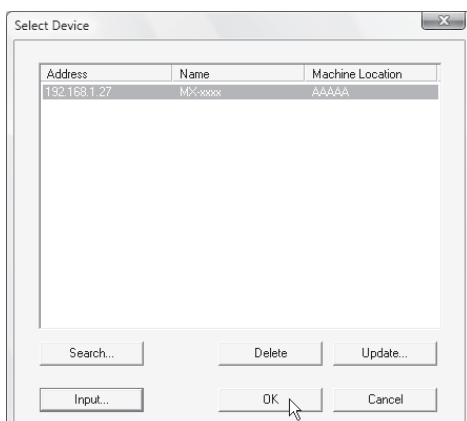 Select Device
Address Name Machine Location
192.168.1.27 MX-xxxx AAAAA
Search... Delete Update...
Input... OK Cancel